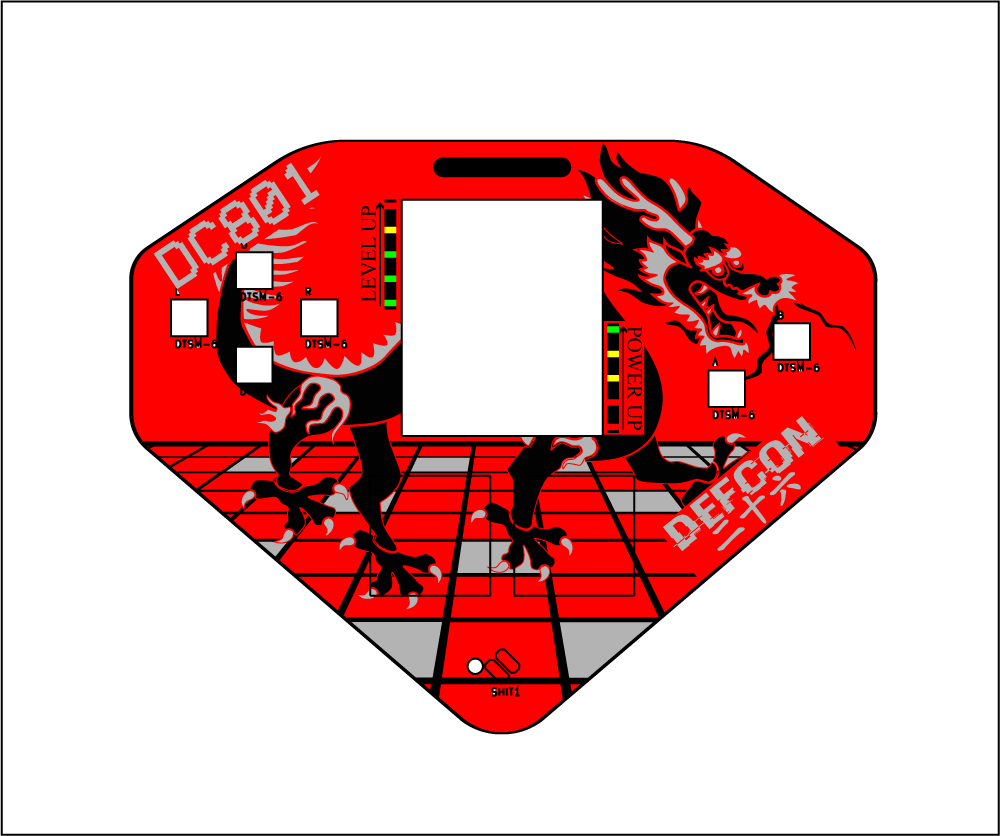 DC801
U
DTSM-6
L
DTSM-6
R
DTSM-6
D
LEVEL UP
POWER UP
B
DTSM-6
A
DTSM-6
DEFCON
二十六
SHIT1